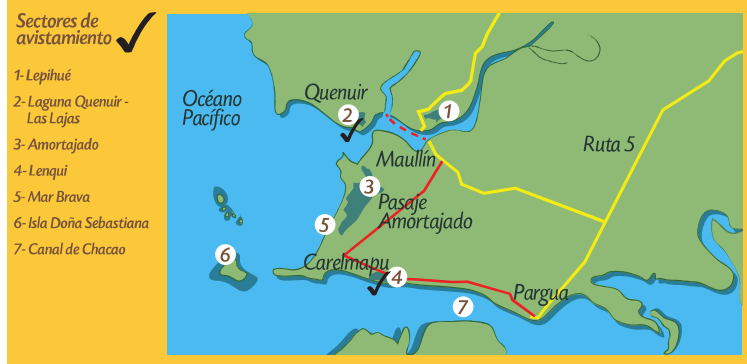 Sectores de
avistamiento
1- Lepihué
2- Laguna Quenuir -
Las Lajas
3- Amortajado
4- Lenqui
5- Mar Brava
6- Isla Doña Sebastiana
7- Canal de Chacao
Océano
Pacífico
Quenuir
2
1
Maullín
Ruta 5
3
Pasaje
Amortajado
5
Carelmapu
6
4
Pargua
7